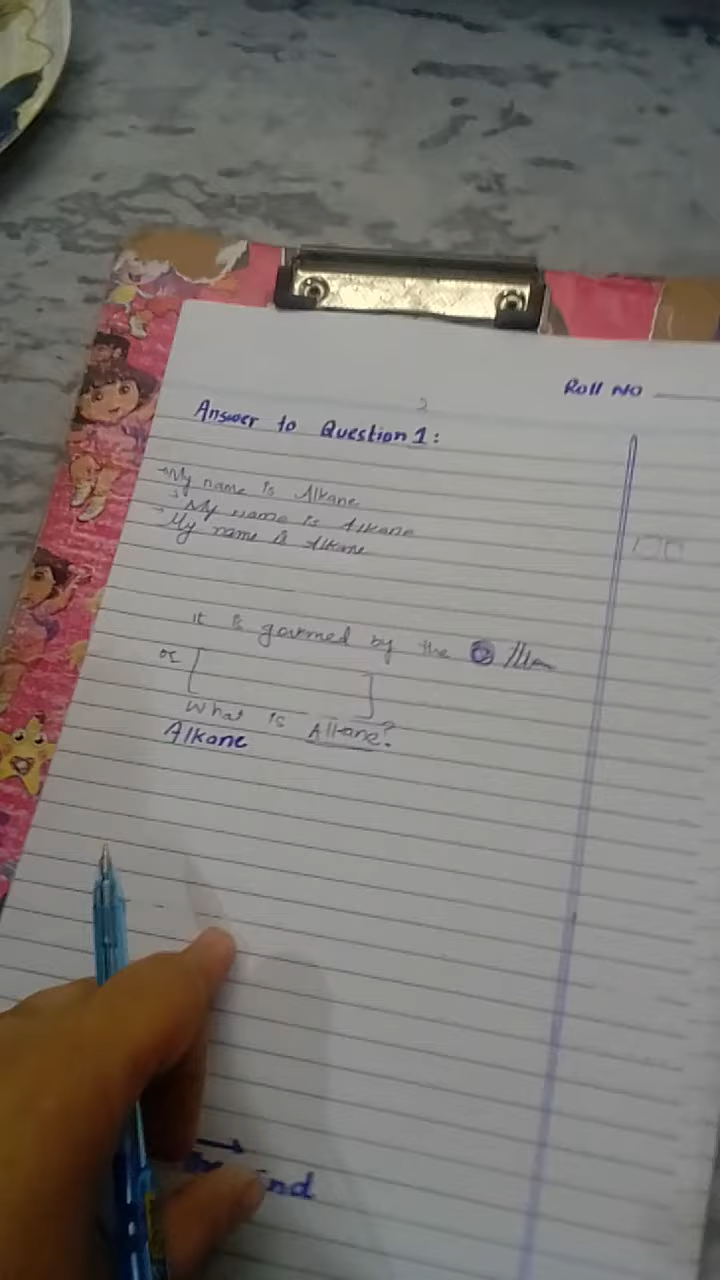 Roll No
Answer to Question 1:
My name is Alkane
My name is Alkane
My name is Alkane
it is governed by the
or
What is Alkane?
Alkane